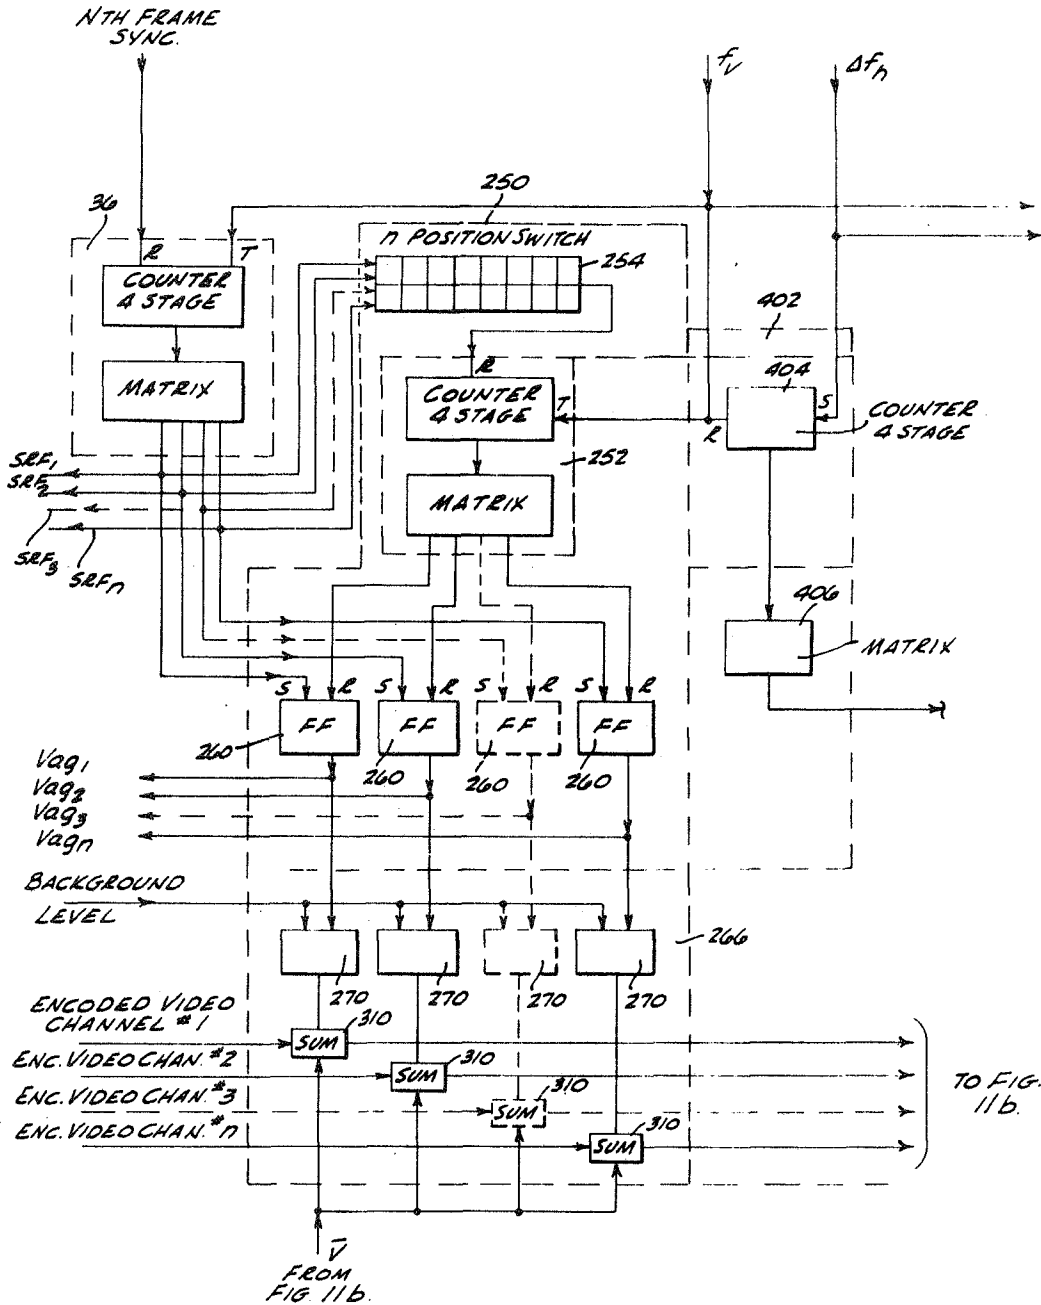 NTH FRAME
SYNC.
fv
Δfh
36
250
R
T
n POSITION SWITCH
254
COUNTER
4 STAGE
402
404
R
MATRIX
COUNTER
4 STAGE
T
R
S
COUNTER
4 STAGE
SRF1
SRF2
252
MATRIX
SRF3
SRFn
406
MATRIX
S
R
S
R
S
R
S
R
FF
FF
FF
FF
260
260
260
260
Vag1
Vag2
Vag3
Vagn
BACKGROUND
LEVEL
266
270
270
270
270
ENCODED VIDEO
CHANNEL #1
310
SUM
ENC. VIDEO CHAN. #2
310
SUM
ENC. VIDEO CHAN. #3
310
SUM
ENC. VIDEO CHAN. #n
310
SUM
TO FIG.
11b.
V̅
FROM
FIG. 11b.